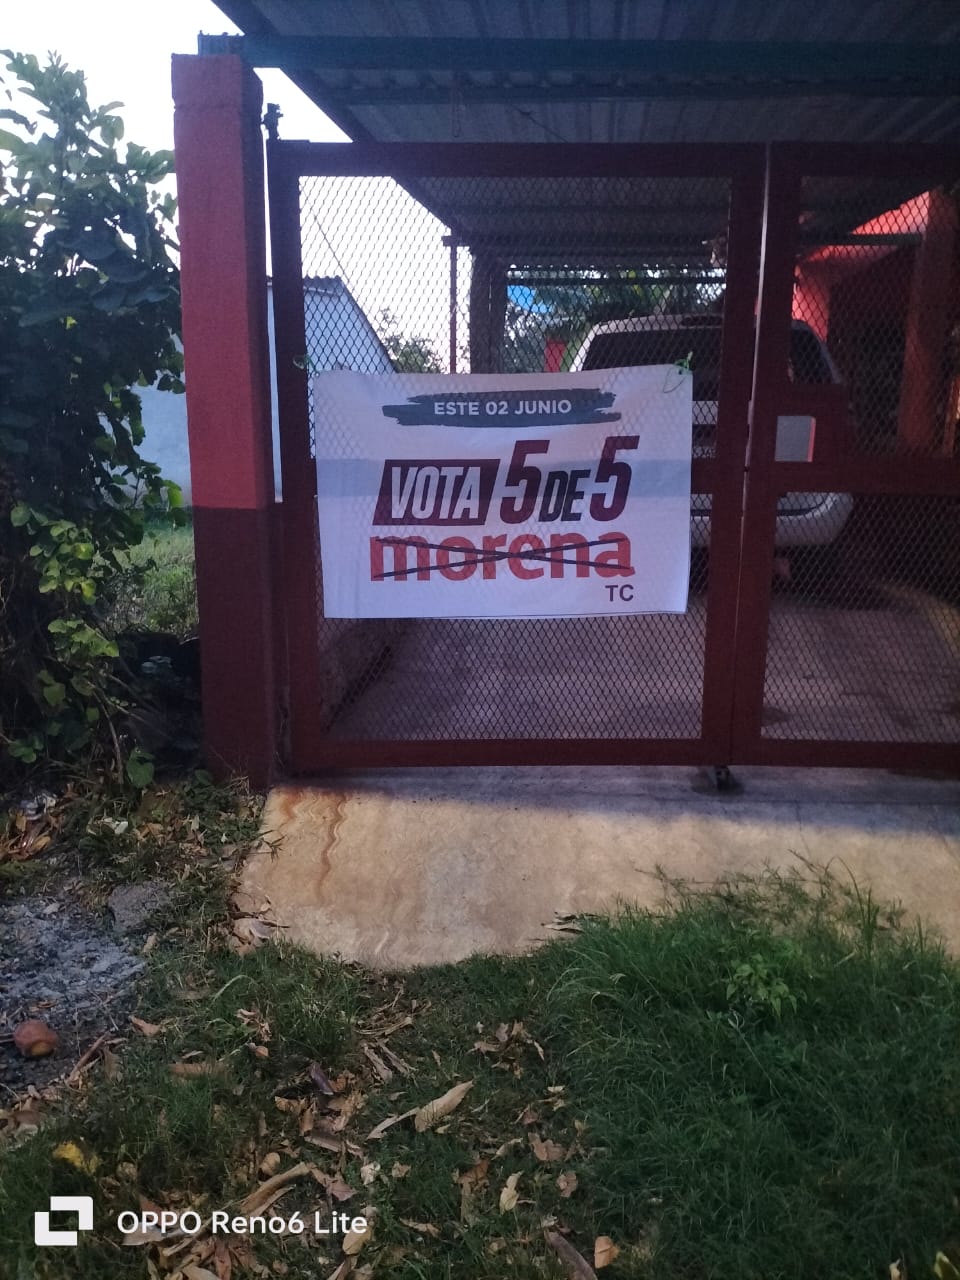 ESTE 02 JUNIO
VOTA 5 DE 5
morena
TC
OPPO Reno6 Lite